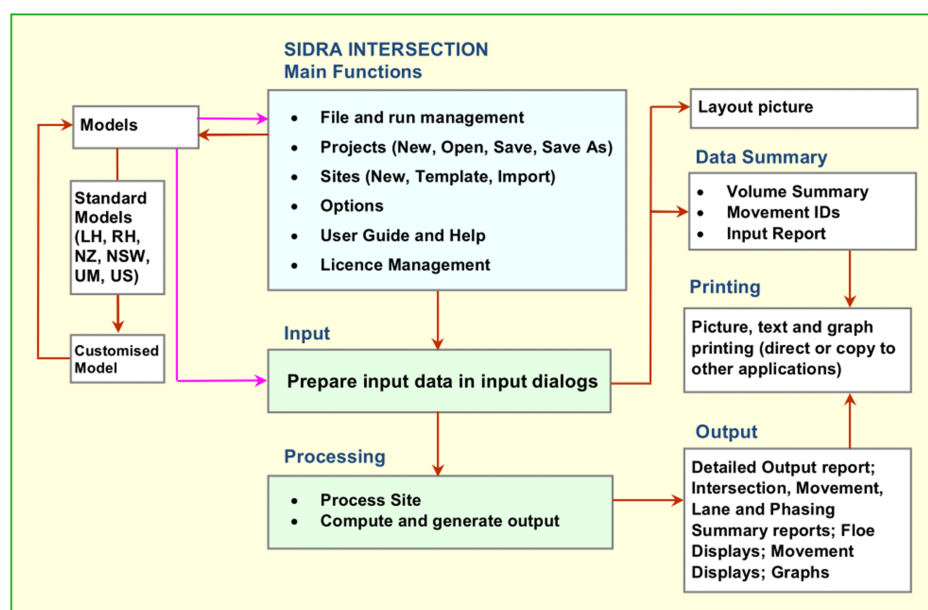 SIDRA INTERSECTION
Main Functions
• File and run management
• Projects (New, Open, Save, Save As)
• Sites (New, Template, Import)
• Options
• User Guide and Help
• Licence Management
Models
Standard
Models
(LH, RH,
NZ, NSW,
UM, US)
Customised
Model
Input
Prepare input data in input dialogs
Processing
• Process Site
• Compute and generate output
Layout picture
Data Summary
• Volume Summary
• Movement IDs
• Input Report
Printing
Picture, text and graph
printing (direct or copy to
other applications)
Output
Detailed Output report;
Intersection, Movement,
Lane and Phasing
Summary reports; Floe
Displays; Movement
Displays; Graphs